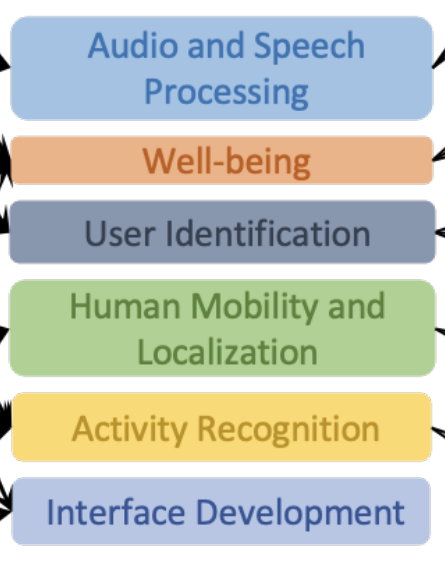 Audio and Speech
Processing
Well-being
User Identification
Human Mobility and
Localization
Activity Recognition
Interface Development